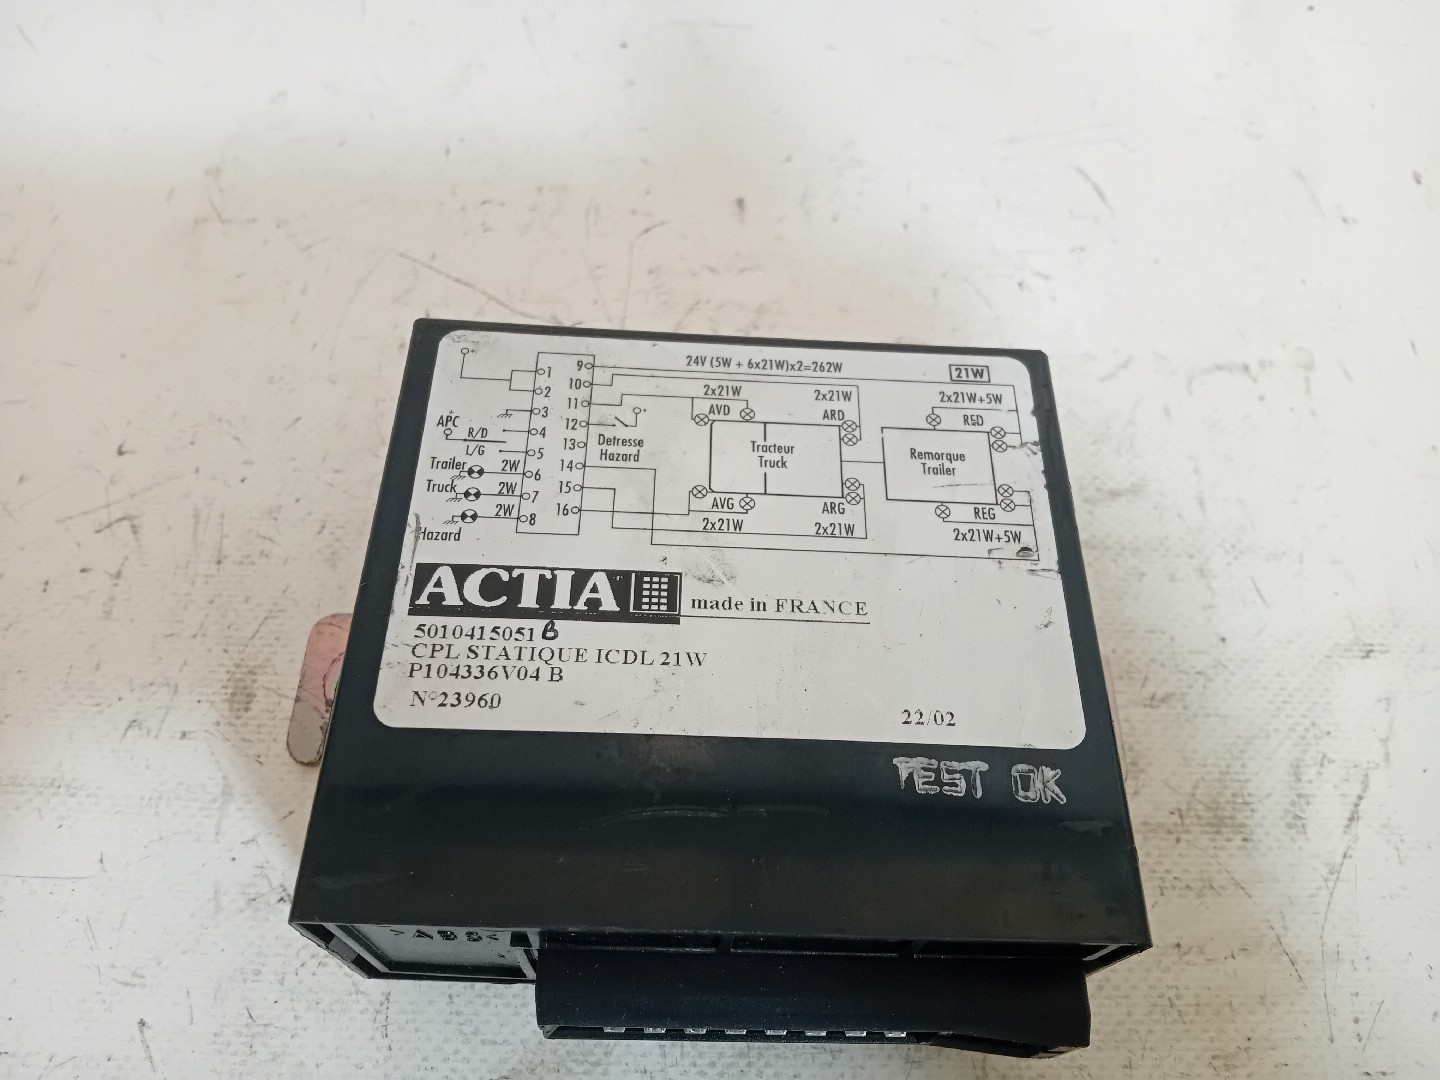 24V (5W + 6x21W)x2=262W
21W
+
1
2
3
4
5
6
7
8
9
10
11
12
13
14
15
16
+
APC
R/D
L/G
Trailer
2W
Truck
2W
2W
Hazard
+
Detresse
Hazard
2x21W
AVD
2x21W
ARD
Tracteur
Truck
AVG
2x21W
ARG
2x21W
2x21W+5W
RED
Remorque
Trailer
REG
2x21W+5W
ACTIA
made in FRANCE
5010415051 B
CPL STATIQUE ICDL 21W
P104336V04 B
N°23960
22/02
TEST OK
>ABS<